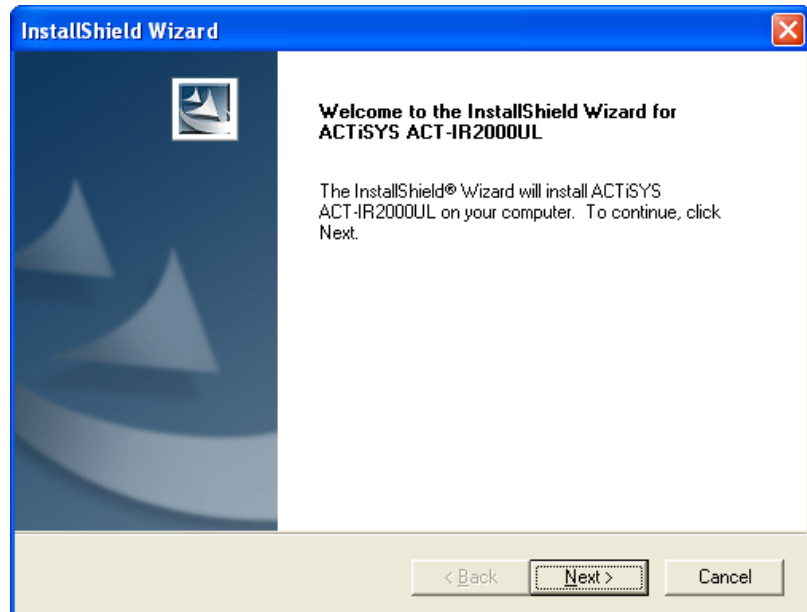 InstallShield Wizard
Welcome to the InstallShield Wizard for
ACTiSYS ACT-IR2000UL
The InstallShield® Wizard will install ACTiSYS
ACT-IR2000UL on your computer. To continue, click
Next.
< Back
Next >
Cancel